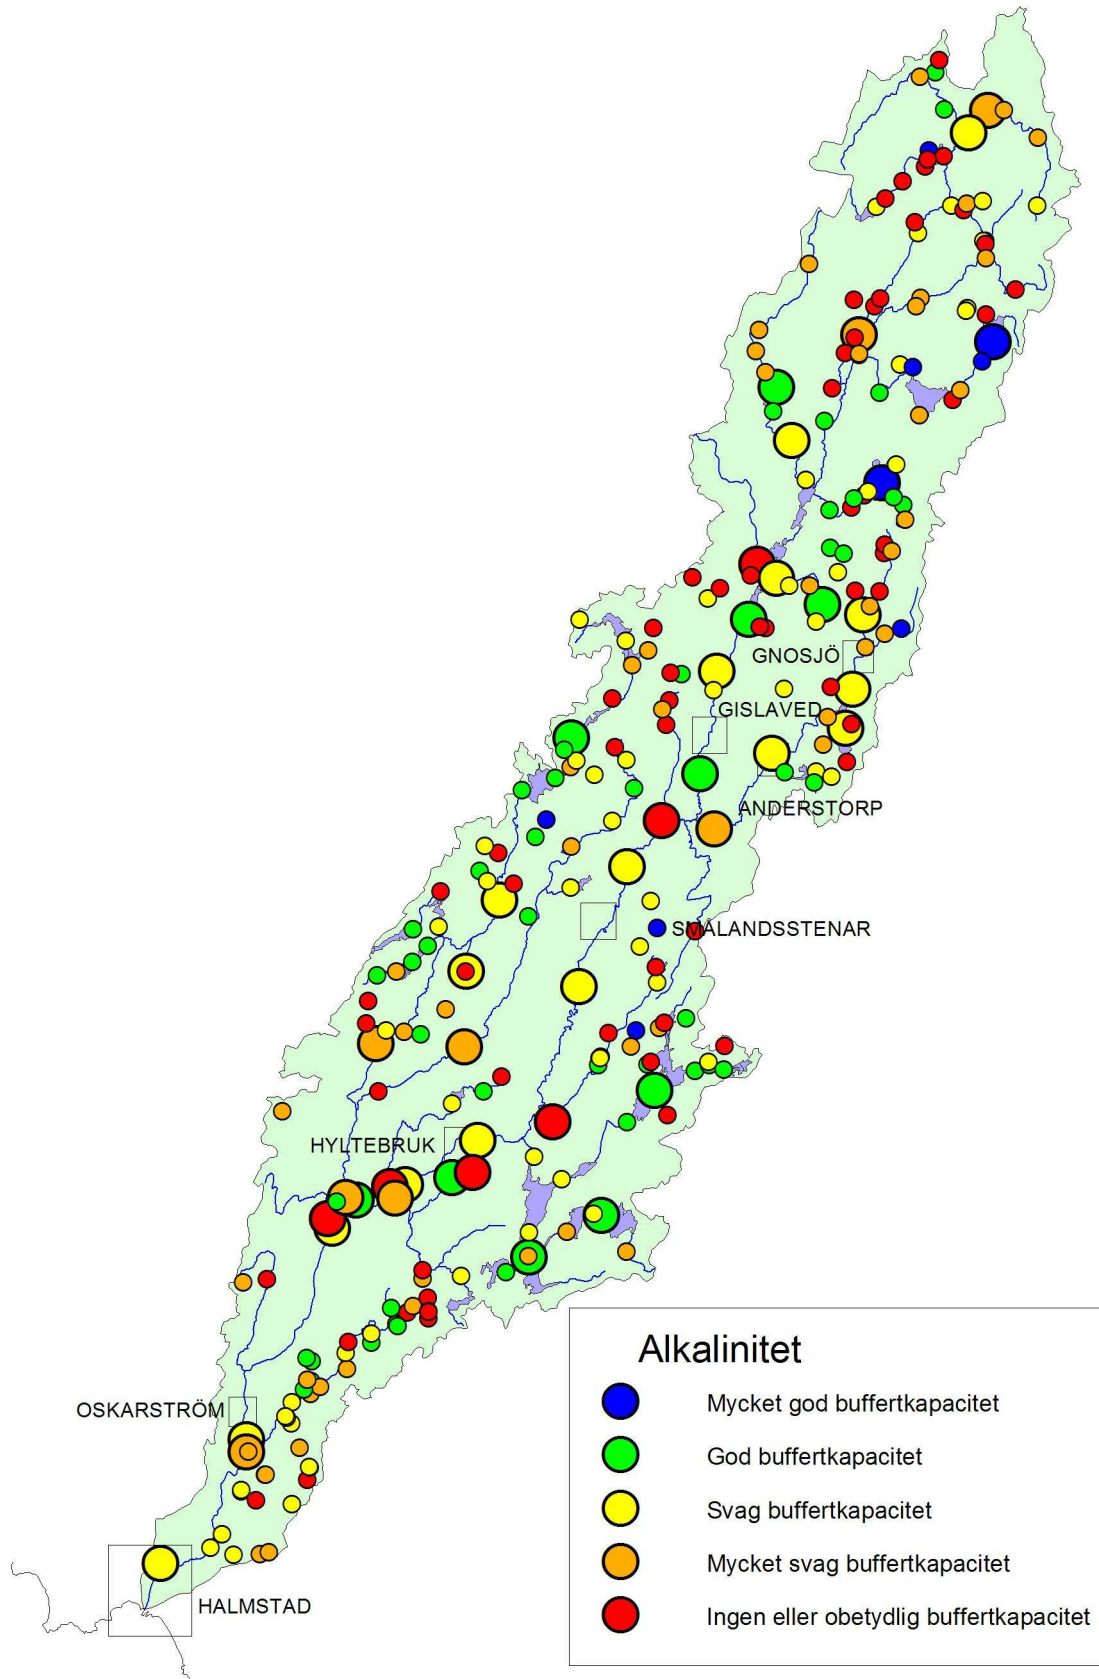 GNOSJÖ
GISLAVED
ANDERSTORP
SMÅLANDSSTENAR
HYLTEBRUK
OSKARSTRÖM
HALMSTAD
Alkalinitet
Mycket god buffertkapacitet
God buffertkapacitet
Svag buffertkapacitet
Mycket svag buffertkapacitet
Ingen eller obetydlig buffertkapacitet